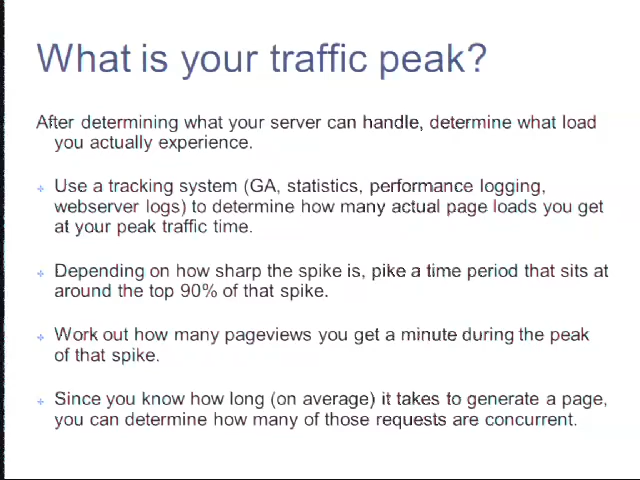 What is your traffic peak?
After determining what your server can handle, determine what load
you actually experience.
Use a tracking system (GA, statistics, performance logging,
webserver logs) to determine how many actual page loads you get
at your peak traffic time.
Depending on how sharp the spike is, pike a time period that sits at
around the top 90% of that spike.
Work out how many pageviews you get a minute during the peak
of that spike.
Since you know how long (on average) it takes to generate a page,
you can determine how many of those requests are concurrent.